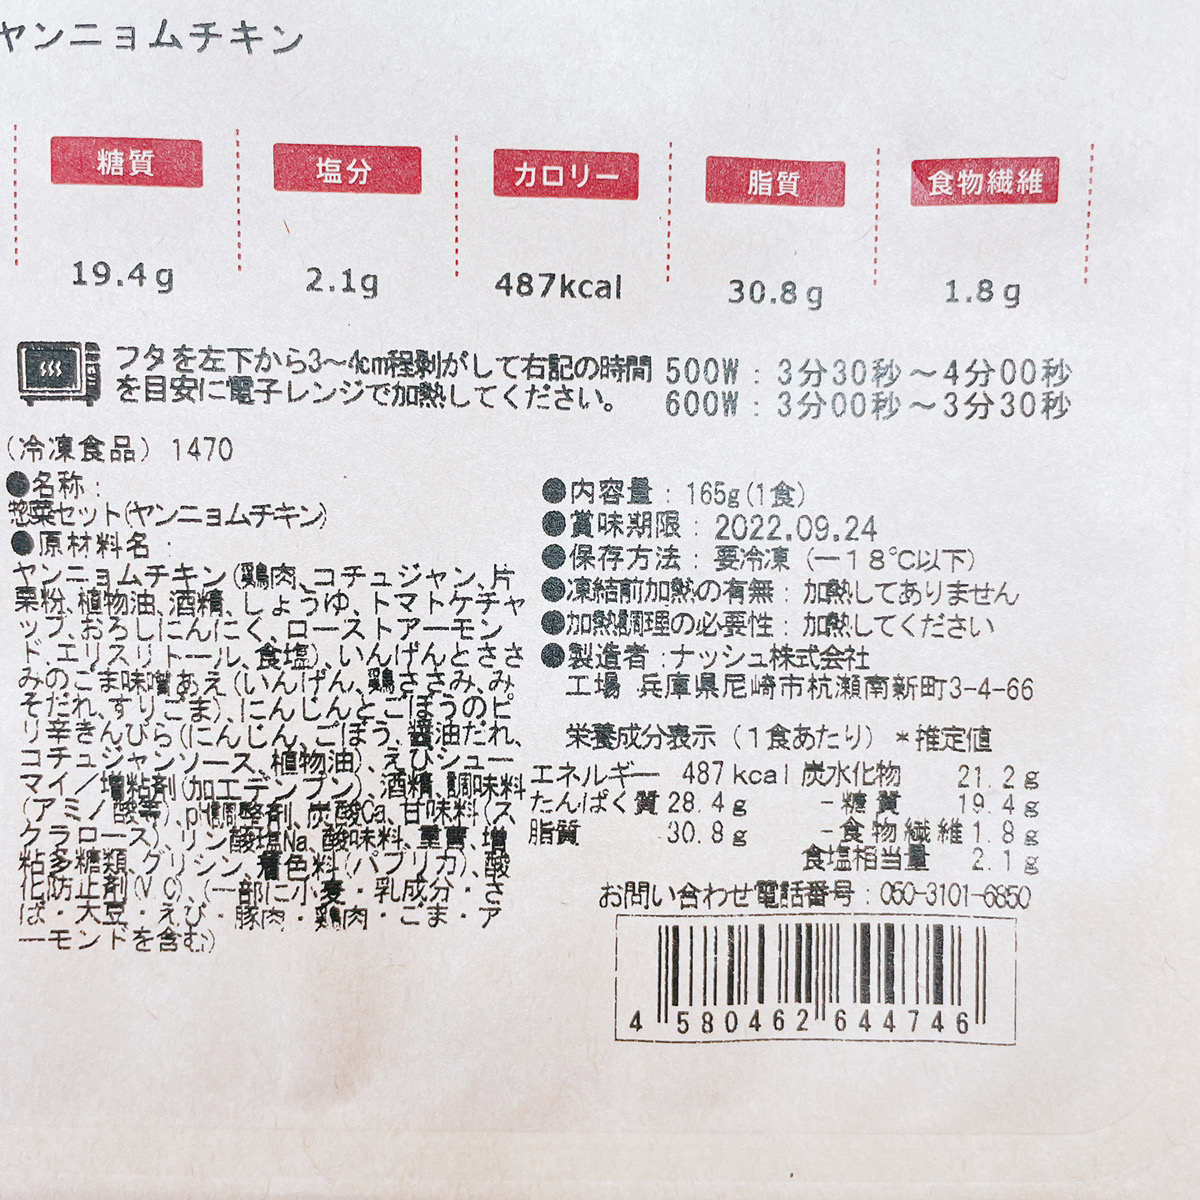 ヤンニョムチキン
糖質 塩分 カロリー 脂質 食物繊維
19.4g 2.1g 487kcal 30.8g 1.8g
フタを左下から3～4cm程剥がして右記の時間
を目安に電子レンジで加熱してください。
500W : 3分30秒～4分00秒
600W : 3分00秒～3分30秒
(冷凍食品) 1470
●名称 :
惣菜セット(ヤンニョムチキン)
●原材料名 :
ヤンニョムチキン(鶏肉、コチュジャン、片
栗粉、植物油、酒精、しょうゆ、トマトケチャ
ップ、おろしにんにく、ローストアーモン
ド、エリスリトール、食塩)、いんげんとささ
みのごま味噌あえ(いんげん、鶏ささみ、み
そだれ、すりごま)、にんじんとごぼうのピ
リ辛きんぴら(にんじん、ごぼう、醤油だれ、
コチュジャンソース、植物油)、えびシュー
マイ／増粘剤(加工デンプン)、酒精、調味料
(アミノ酸等)、pH調整剤、炭酸Ca、甘味料(ス
クラロース)、リン酸塩Na、酸味料、重曹、増
粘多糖類、グリシン、着色料(パプリカ)、酸
化防止剤(V.C)、(一部に小麦・乳成分・さ
ば・大豆・えび・豚肉・鶏肉・ごま・ア
ーモンドを含む)
●内容量 : 165g(1食)
●賞味期限 : 2022.09.24
●保存方法 : 要冷凍 (－18℃以下)
●凍結前加熱の有無 : 加熱してありません
●加熱調理の必要性 : 加熱してください
●製造者 : ナッシュ株式会社
工場 兵庫県尼崎市杭瀬南新町3-4-66
栄養成分表示 (1食あたり) *推定値
エネルギー 487kcal 炭水化物 21.2g
たんぱく質 28.4g -糖質 19.4g
脂質 30.8g -食物繊維 1.8g
食塩相当量 2.1g
お問い合わせ電話番号 : 050-3101-6850
4 580462 644746